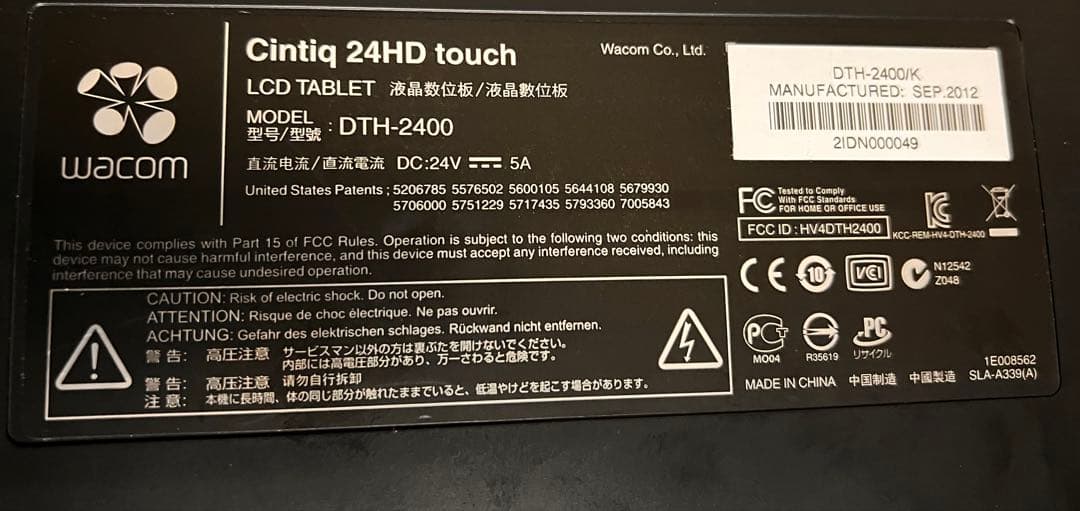 wacom
Cintiq 24HD touch
Wacom Co., Ltd.
LCD TABLET 液晶数位板/液晶數位板
MODEL
型号/型號 : DTH-2400
直流电流/直流電流 DC:24V 5A
United States Patents ; 5206785 5576502 5600105 5644108 5679930
5706000 5751229 5717435 5793360 7005843
DTH-2400/K
MANUFACTURED: SEP.2012
2IDN000049
This device complies with Part 15 of FCC Rules. Operation is subject to the following two conditions: this
device may not cause harmful interference, and this device must accept any interference received, including
interference that may cause undesired operation.
CAUTION: Risk of electric shock. Do not open.
ATTENTION: Risque de choc électrique. Ne pas ouvrir.
ACHTUNG: Gefahr des elektrischen schlages. Rückwand nicht entfernen.
警告: 高圧注意 サービスマン以外の方は裏ぶたを開けないでください。
内部には高電圧部分があり、万一さわると危険です。
警告: 高压注意 请勿自行拆卸
注意: 本機に長時間、体の同じ部分が触れたままでいると、低温やけどを起こす場合があります。
FC Tested to Comply
With FCC Standards
FOR HOME OR OFFICE USE
FCC ID : HV4DTH2400
KCC-REM-HV4-DTH-2400
CE
10
VCI
N12542
Z048
PCT
MO04
R35619
PC
リサイクル
MADE IN CHINA 中国制造 中國製造
1E008562
SLA-A339(A)